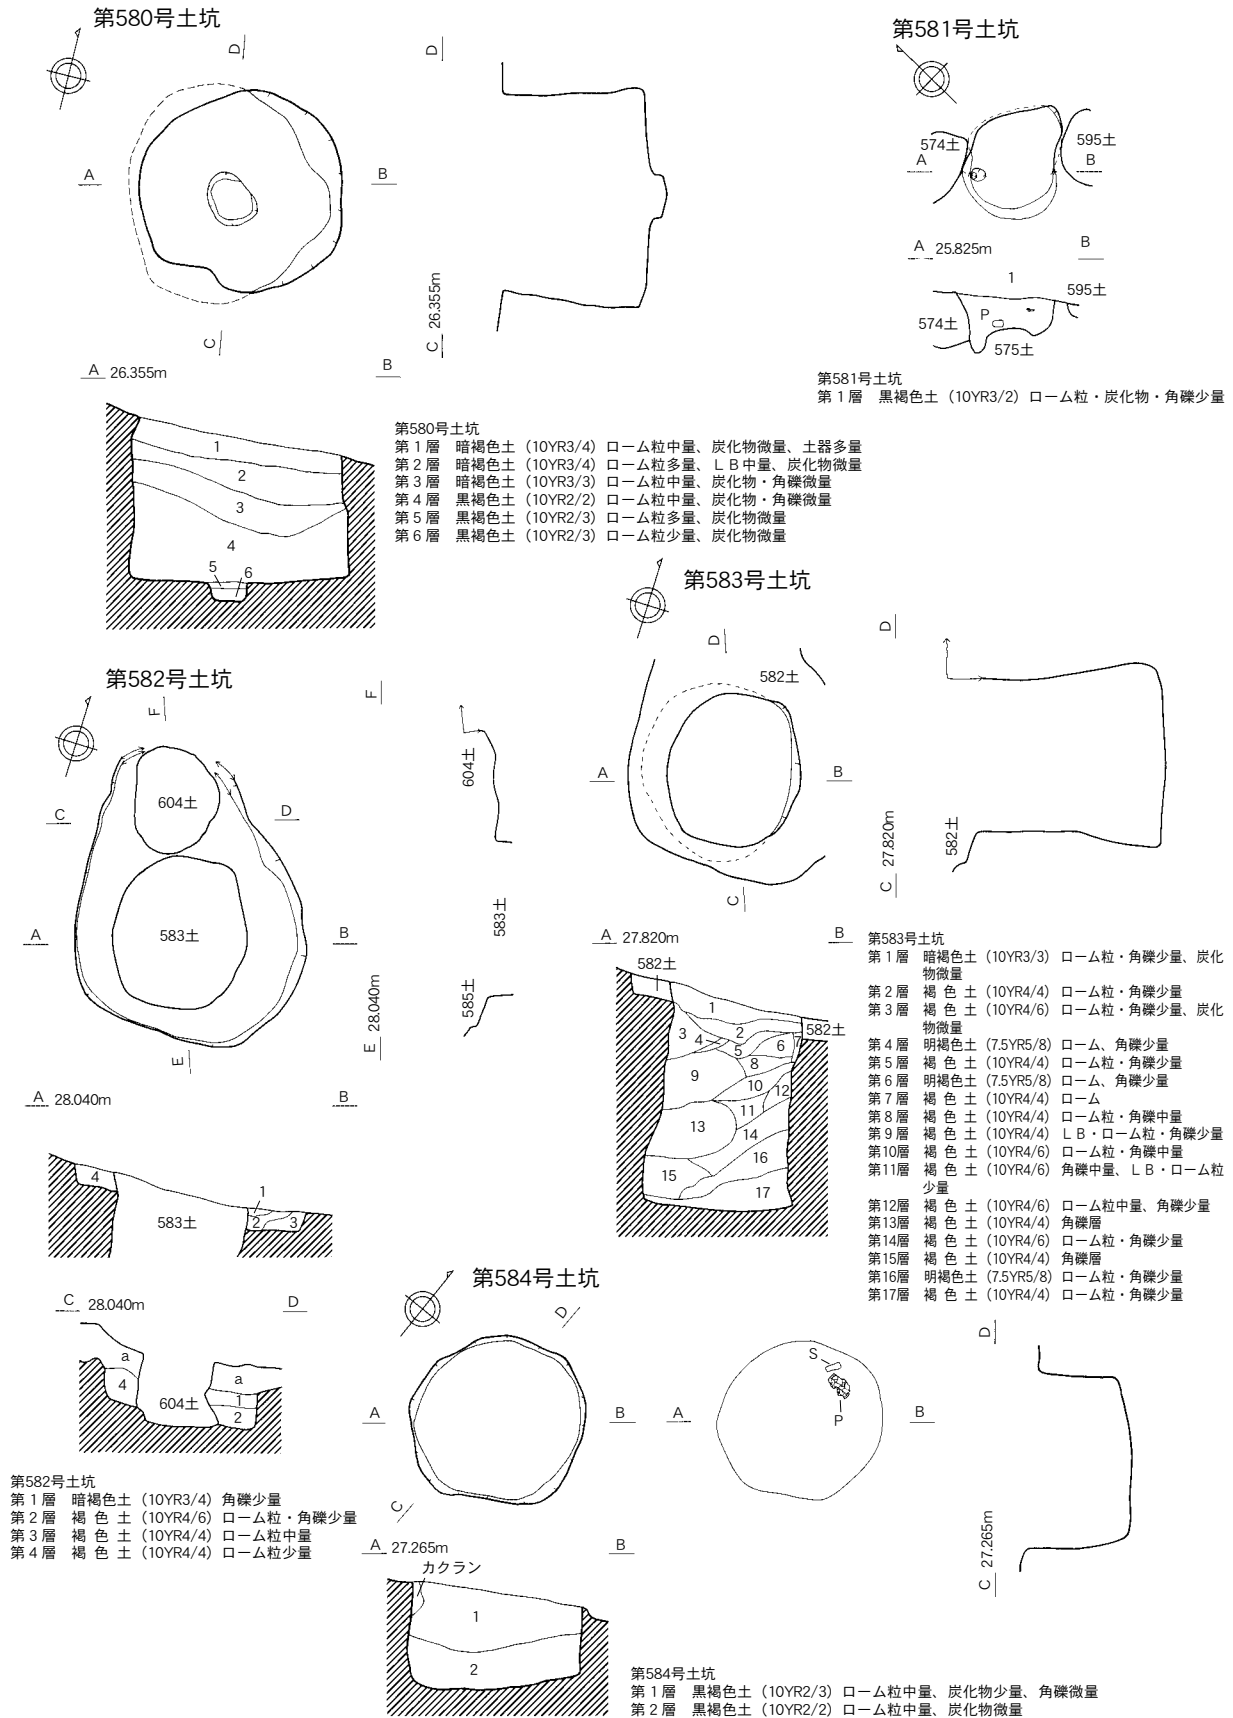 第580号土坑
D
D
A
B
C
C 26.355m
A 26.355m
B
1
2
3
4
5
6
第580号土坑
第１層　暗褐色土（10YR3/4）ローム粒中量、炭化物微量、土器多量
第２層　暗褐色土（10YR3/4）ローム粒多量、ＬＢ中量、炭化物微量
第３層　暗褐色土（10YR3/3）ローム粒中量、炭化物・角礫微量
第４層　黒褐色土（10YR2/2）ローム粒中量、炭化物・角礫微量
第５層　黒褐色土（10YR2/3）ローム粒多量、炭化物微量
第６層　黒褐色土（10YR2/3）ローム粒少量、炭化物微量
第581号土坑
574土
595土
A
B
A 25.825m
B
1
595土
P
574土
575土
第581号土坑
第１層　黒褐色土（10YR3/2）ローム粒・炭化物・角礫少量
第582号土坑
F
F
604土
604土
C
D
583土
583土
A
B
585土
E
E 28.040m
A 28.040m
B
4
1
583土
2
3
C 28.040m
D
a
a
4
604土
1
2
第582号土坑
第１層　暗褐色土（10YR3/4）角礫少量
第２層　褐 色 土（10YR4/6）ローム粒・角礫少量
第３層　褐 色 土（10YR4/4）ローム粒中量
第４層　褐 色 土（10YR4/4）ローム粒少量
第583号土坑
D
D
582土
A
B
582土
C
C 27.820m
A 27.820m
B
582土
1
582土
3
4
2
5
6
8
9
10
12
11
13
14
16
15
17
第583号土坑
第１層　暗褐色土（10YR3/3）ローム粒・角礫少量、炭化
物微量
第２層　褐 色 土（10YR4/4）ローム粒・角礫少量
第３層　褐 色 土（10YR4/6）ローム粒・角礫少量、炭化
物微量
第４層　明褐色土（7.5YR5/8）ローム、角礫少量
第５層　褐 色 土（10YR4/4）ローム粒・角礫少量
第６層　明褐色土（7.5YR5/8）ローム、角礫少量
第７層　褐 色 土（10YR4/4）ローム
第８層　褐 色 土（10YR4/4）ローム粒・角礫中量
第９層　褐 色 土（10YR4/4）ＬＢ・ローム粒・角礫少量
第10層　褐 色 土（10YR4/6）ローム粒・角礫中量
第11層　褐 色 土（10YR4/6）角礫中量、ＬＢ・ローム粒
少量
第12層　褐 色 土（10YR4/6）ローム粒中量、角礫少量
第13層　褐 色 土（10YR4/4）角礫層
第14層　褐 色 土（10YR4/6）ローム粒・角礫少量
第15層　褐 色 土（10YR4/4）角礫層
第16層　明褐色土（7.5YR5/8）ローム粒・角礫少量
第17層　褐 色 土（10YR4/4）ローム粒・角礫少量
第584号土坑
D
D
S
A
B
A
B
P
C
C 27.265m
A 27.265m
B
カクラン
1
2
第584号土坑
第１層　黒褐色土（10YR2/3）ローム粒中量、炭化物少量、角礫微量
第２層　黒褐色土（10YR2/2）ローム粒中量、炭化物微量